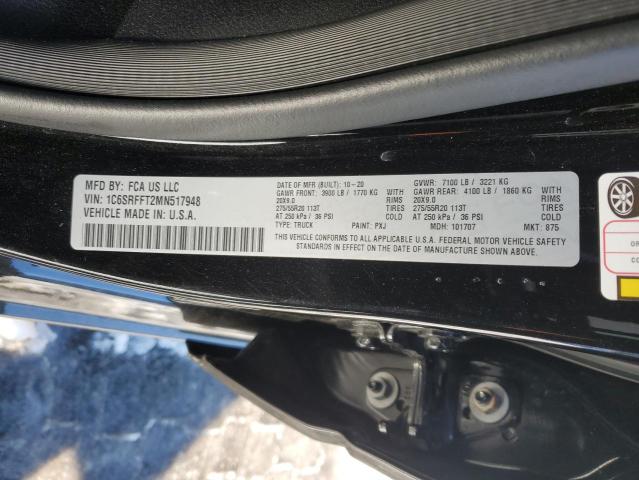 MFD BY: FCA US LLC
VIN: 1C6SRFFT2MN517948
VEHICLE MADE IN U.S.A.
DATE OF MFR (BUILT): 10-20
GAWR FRONT: 3900 LB / 1770 KG WITH
20X9.0 RIMS
275/55R20 113T TIRES
AT 250 kPa / 36 PSI COLD
TYPE: TRUCK PAINT: PXJ
GVWR: 7100 LB / 3221 KG
GAWR REAR: 4100 LB / 1860 KG WITH
20X9.0 RIMS
275/55R20 113T TIRES
AT 250 kPa / 36 PSI COLD
MDH: 101707 MKT: 875
THIS VEHICLE CONFORMS TO ALL APPLICABLE U.S.A. FEDERAL MOTOR VEHICLE SAFETY
STANDARDS IN EFFECT ON THE DATE OF MANUFACTURE SHOWN ABOVE.